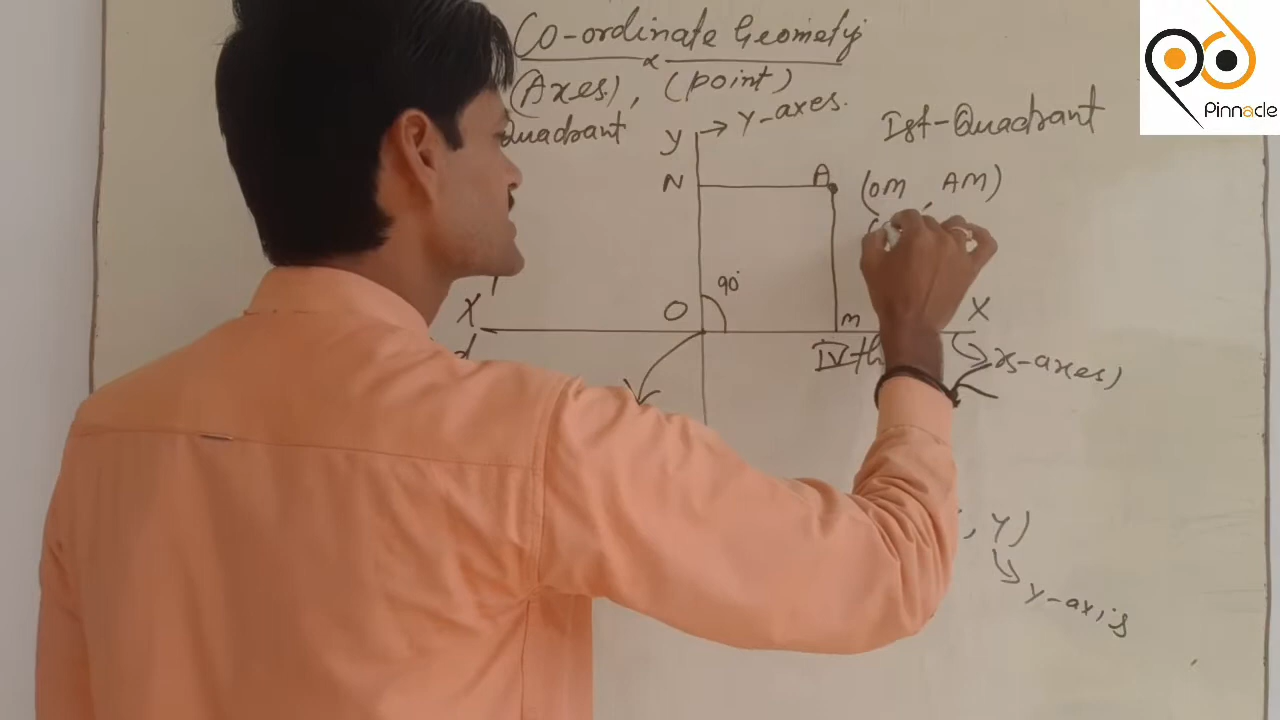 Co-ordinate Geometry
(Axes), (point)
Quadrant
Y → Y-axes.
Ist-Quadrant
Pinnacle
N
A
(OM, AM)
90°
X'
O
M
X
IVth
x-axes)
, Y)
Y-axis